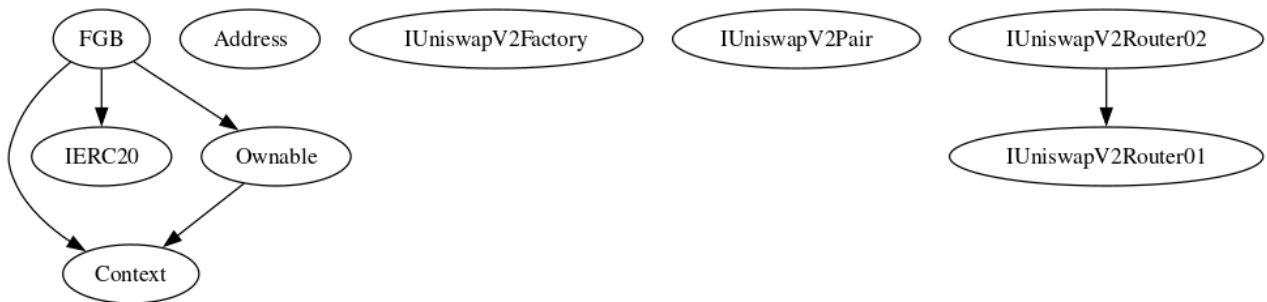 FGB
Address
IUniswapV2Factory
IUniswapV2Pair
IUniswapV2Router02
IERC20
Ownable
IUniswapV2Router01
Context